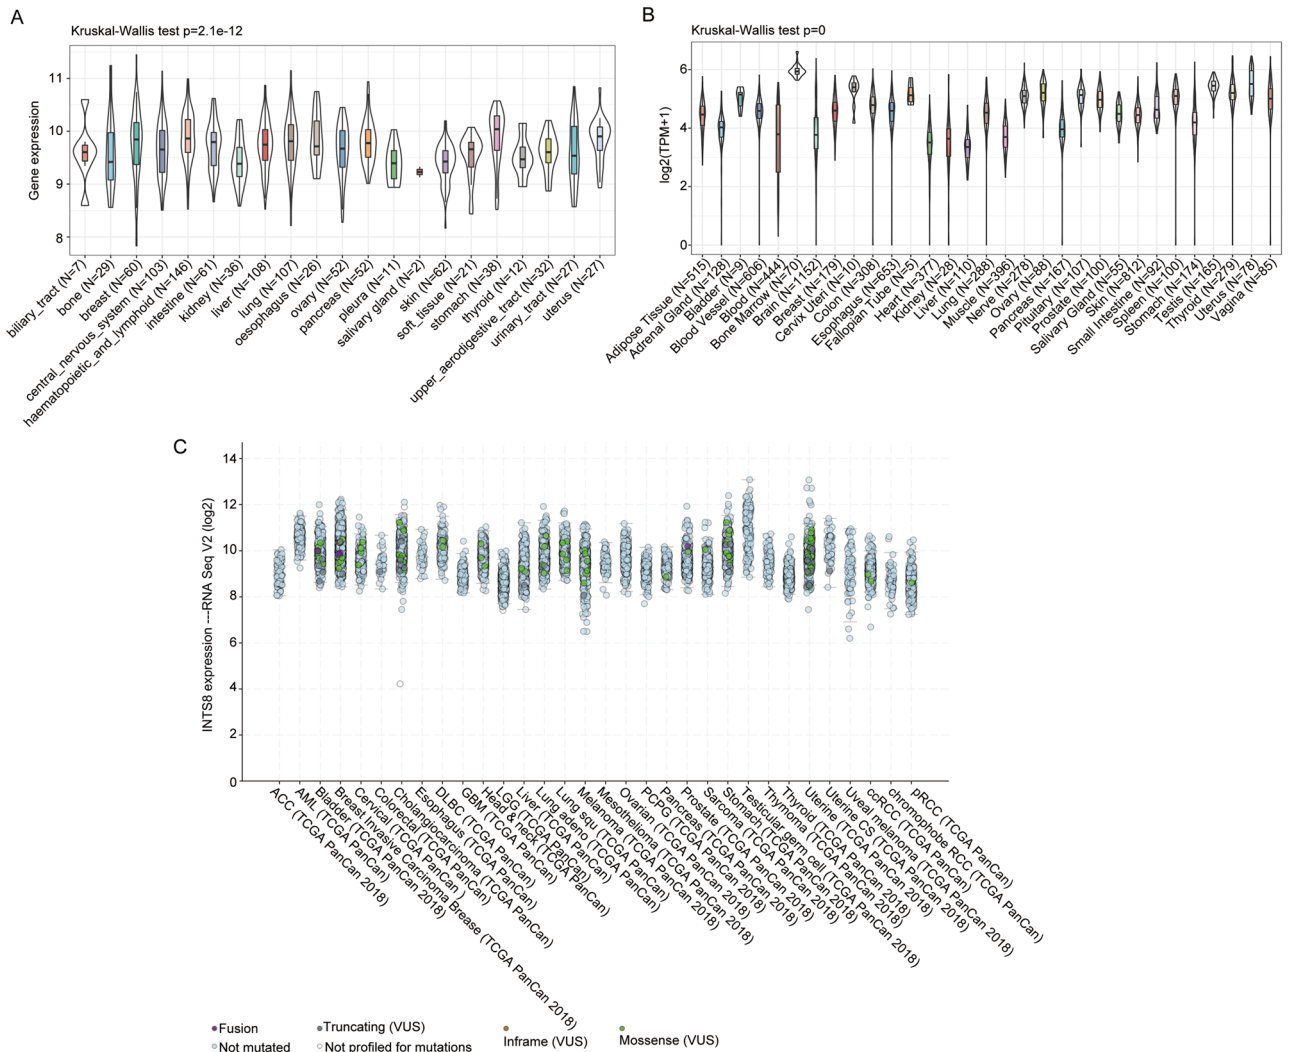 A
Kruskal-Wallis test p=2.1e-12
Gene expression
11
10
9
8
biliary_tract (N=7)
bone (N=29)
breast (N=60)
central_nervous_system (N=103)
haematopoietic_and_lymphoid (N=146)
intestine (N=61)
kidney (N=36)
liver (N=108)
lung (N=107)
oesophagus (N=26)
ovary (N=52)
pancreas (N=52)
pleura (N=11)
salivary gland (N=2)
skin (N=62)
soft_tissue (N=21)
stomach (N=38)
thyroid (N=12)
upper_aerodigestive_tract (N=32)
urinary_tract (N=27)
uterus (N=27)
B
Kruskal-Wallis test p=0
log2(TPM+1)
6
4
2
0
Adipose Tissue (N=515)
Adrenal Gland (N=128)
Bladder (N=9)
Blood Vessel (N=606)
Blood (N=444)
Bone Marrow (N=70)
Brain (N=1152)
Breast (N=179)
Cervix Uteri (N=10)
Colon (N=308)
Esophagus (N=653)
Fallopian Tube (N=5)
Heart (N=377)
Kidney (N=28)
Liver (N=110)
Lung (N=288)
Muscle (N=396)
Nerve (N=278)
Ovary (N=88)
Pancreas (N=167)
Pituitary (N=107)
Prostate (N=100)
Salivary Gland (N=55)
Skin (N=812)
Small Intestine (N=92)
Spleen (N=100)
Stomach (N=174)
Testis (N=165)
Thyroid (N=279)
Uterus (N=78)
Vagina (N=85)
C
INTS8 expression ---RNA Seq V2 (log2)
14
12
10
8
6
4
2
0
ACC (TCGA PanCan 2018)
AML (TCGA PanCan)
Bladder (TCGA PanCan 2018)
Breast Invasive Carcinoma Breast (TCGA PanCan 2018)
Cervical (TCGA PanCan)
Colorectal (TCGA PanCan)
Cholangiocarcinoma (TCGA PanCan)
Esophagus (TCGA PanCan)
DLBC (TCGA PanCan)
GBM (TCGA PanCan)
Head & neck (TCGA PanCan)
LGG (TCGA PanCan)
Liver (TCGA PanCan)
Lung adeno (TCGA PanCan)
Lung squ (TCGA PanCan)
Melanoma (TCGA PanCan 2018)
Mesothelioma (TCGA PanCan 2018)
Ovarian (TCGA PanCan 2018)
PCPG (TCGA PanCan 2018)
Pancreas (TCGA PanCan 2018)
Prostate (TCGA PanCan 2018)
Sarcoma (TCGA PanCan 2018)
Stomach (TCGA PanCan 2018)
Testicular germ cell (TCGA PanCan 2018)
Thymoma (TCGA PanCan 2018)
Thyroid (TCGA PanCan 2018)
Uterine (TCGA PanCan 2018)
Uterine CS (TCGA PanCan 2018)
Uveal melanoma (TCGA PanCan 2018)
ccRCC (TCGA PanCan)
chromophobe RCC (TCGA PanCan)
pRCC (TCGA PanCan)
Fusion
Truncating (VUS)
Inframe (VUS)
Mossense (VUS)
Not mutated
Not profiled for mutations